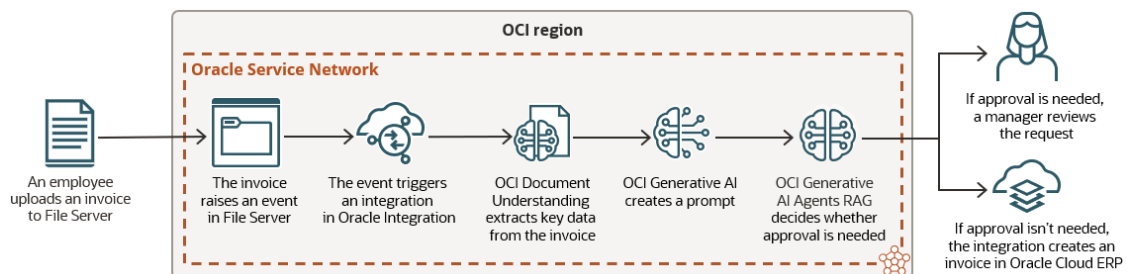 OCI region
Oracle Service Network
An employee
uploads an invoice
to File Server
The invoice
raises an event
in File Server
The event triggers
an integration
in Oracle Integration
OCI Document
Understanding
extracts key data
from the invoice
OCI Generative AI
creates a prompt
OCI Generative
AI Agents RAG
decides whether
approval is needed
If approval is needed,
a manager reviews
the request
If approval isn't needed,
the integration creates an
invoice in Oracle Cloud ERP